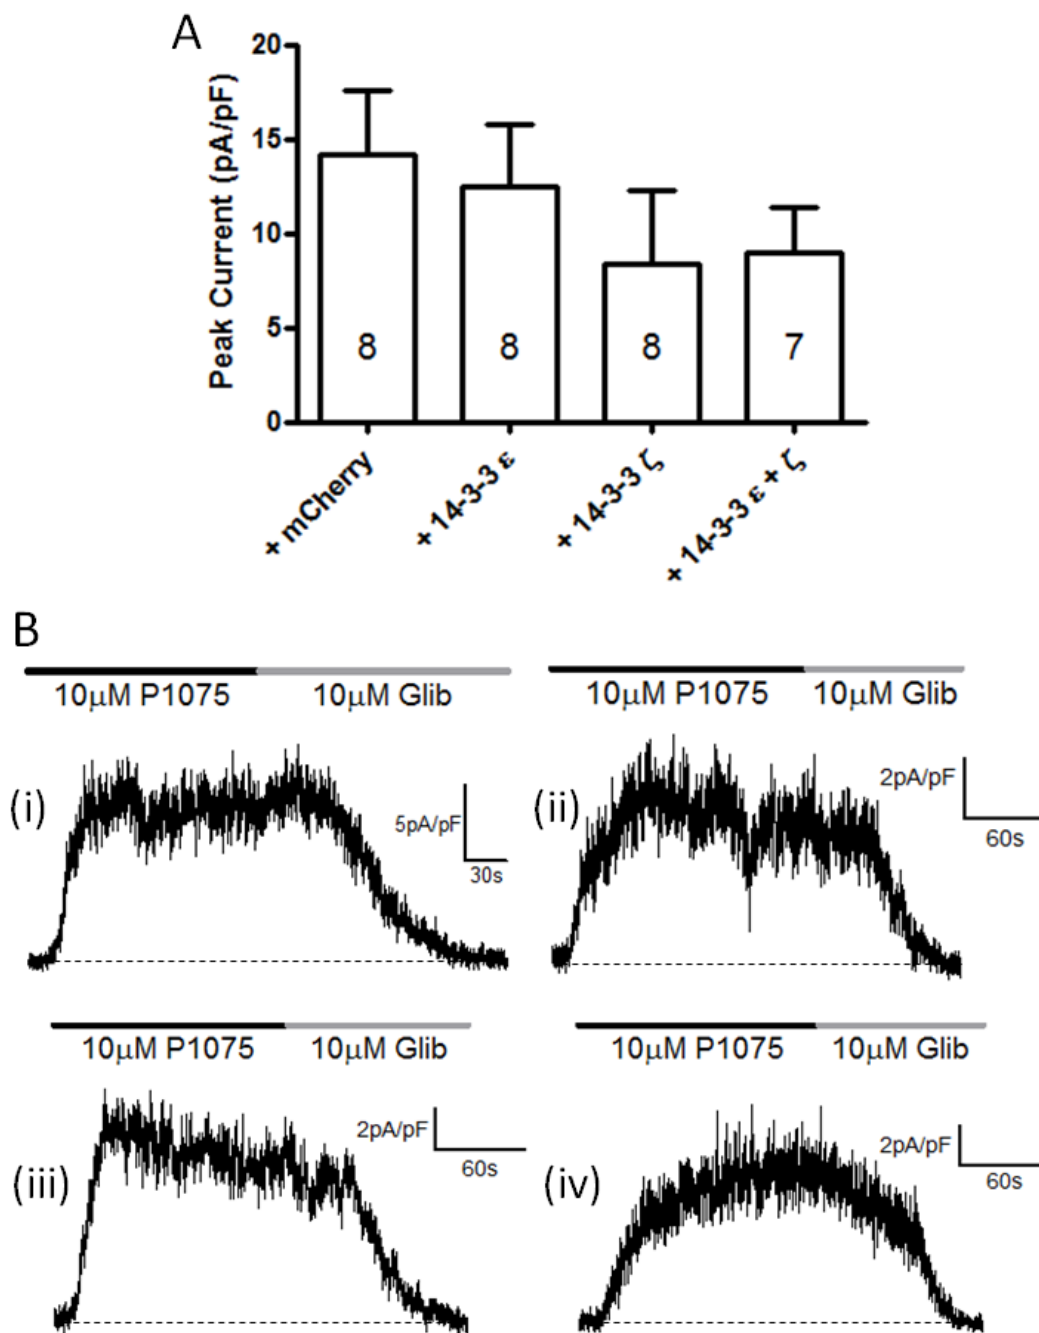 A
20
15
10
5
0
Peak Current (pA/pF)
8
8
8
7
+ mCherry
+ 14-3-3 ε
+ 14-3-3 ζ
+ 14-3-3 ε + ζ
B
10μM P1075 10μM Glib
(i)
5pA/pF
30s
10μM P1075 10μM Glib
(ii)
2pA/pF
60s
10μM P1075 10μM Glib
(iii)
2pA/pF
60s
10μM P1075 10μM Glib
(iv)
2pA/pF
60s